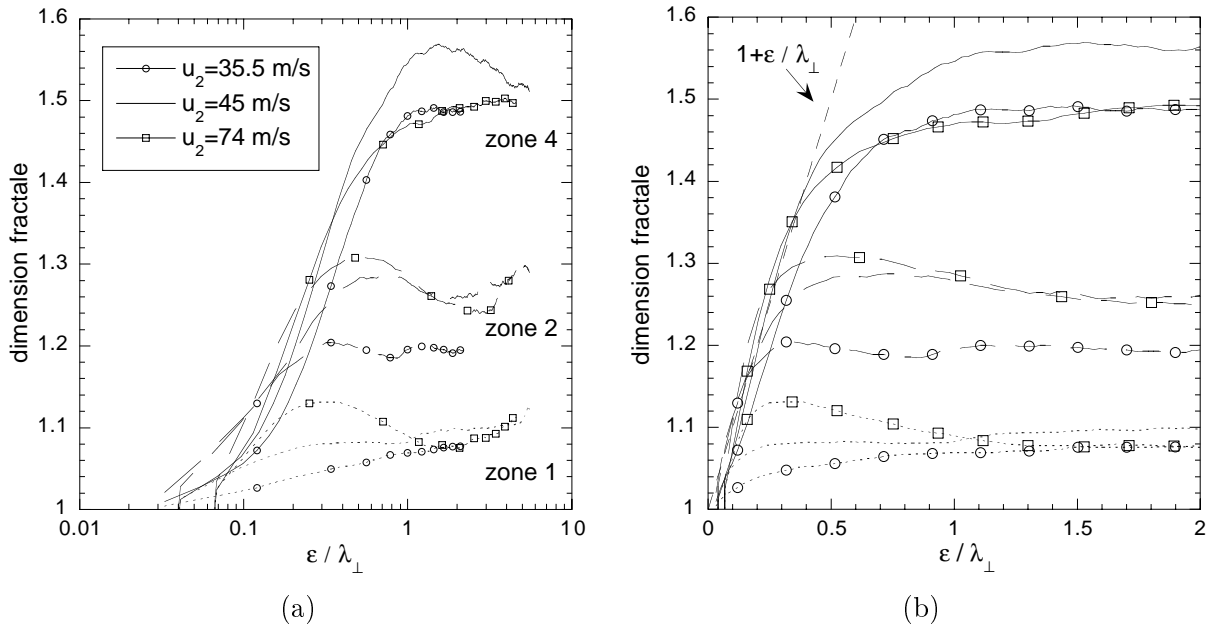 1.6
1.5
1.4
1.3
1.2
1.1
1
dimension fractale
u₂=35.5 m/s
u₂=45 m/s
u₂=74 m/s
zone 4
zone 2
zone 1
0.01
0.1
1
10
ε / λ⊥
(a)
1.6
1.5
1.4
1.3
1.2
1.1
1
dimension fractale
1+ε / λ⊥
0
0.5
1
1.5
2
ε / λ⊥
(b)